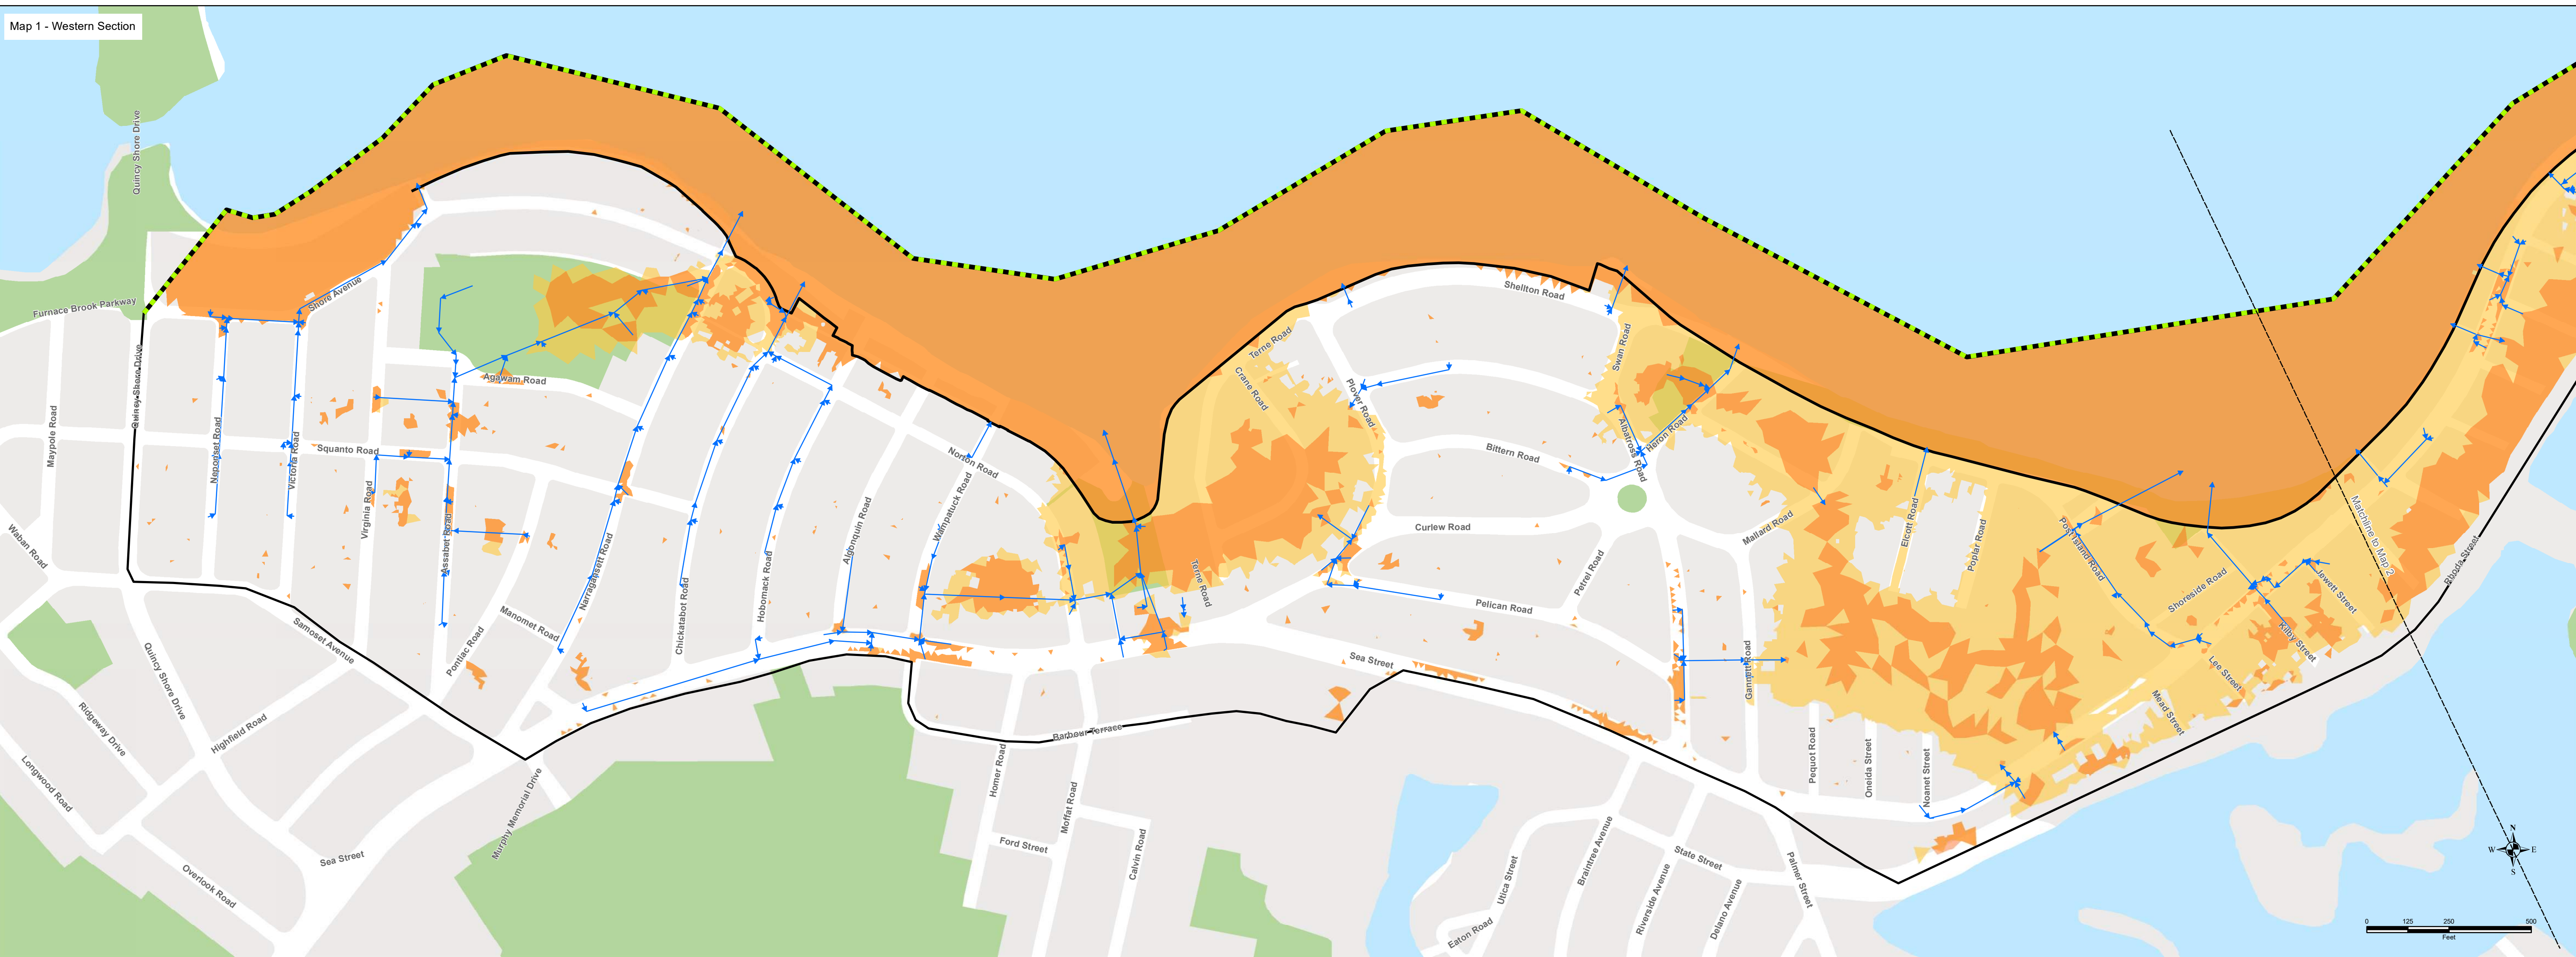 Map 1 - Western Section
Quincy Shore Drive
Furnace Brook Parkway
Shore Avenue
Quincy Shore Drive
Maypole Road
Neponset Road
Victoria Road
Squanto Road
Agawam Road
Virginia Road
Assabet Road
Waban Road
Samoset Avenue
Pontiac Road
Manomet Road
Narragansett Road
Chickatabot Road
Hobomack Road
Algonquin Road
Wampatuck Road
Norton Road
Quincy Shore Drive
Highfield Road
Ridgeway Drive
Longwood Road
Overlook Road
Sea Street
Murphy Memorial Drive
Homer Road
Barbour Terrace
Moffat Road
Ford Street
Calvin Road
Terne Road
Crane Road
Terne Road
Plover Road
Shellton Road
Swan Road
Albatross Road
Heron Road
Bittern Road
Curlew Road
Petrel Road
Pelican Road
Sea Street
Mallard Road
Gannett Road
Elcott Road
Poplar Road
Post Island Road
Shoreside Road
Jewett Street
Kilby Street
Lee Street
Mead Street
Pequot Road
Oneida Street
Noanet Street
Utica Street
Eaton Road
Braintree Avenue
Riverside Avenue
State Street
Delano Avenue
Palmer Street
Matchline to Map 2
Rhoda Street
N
W E
S
0 125 250 500
Feet